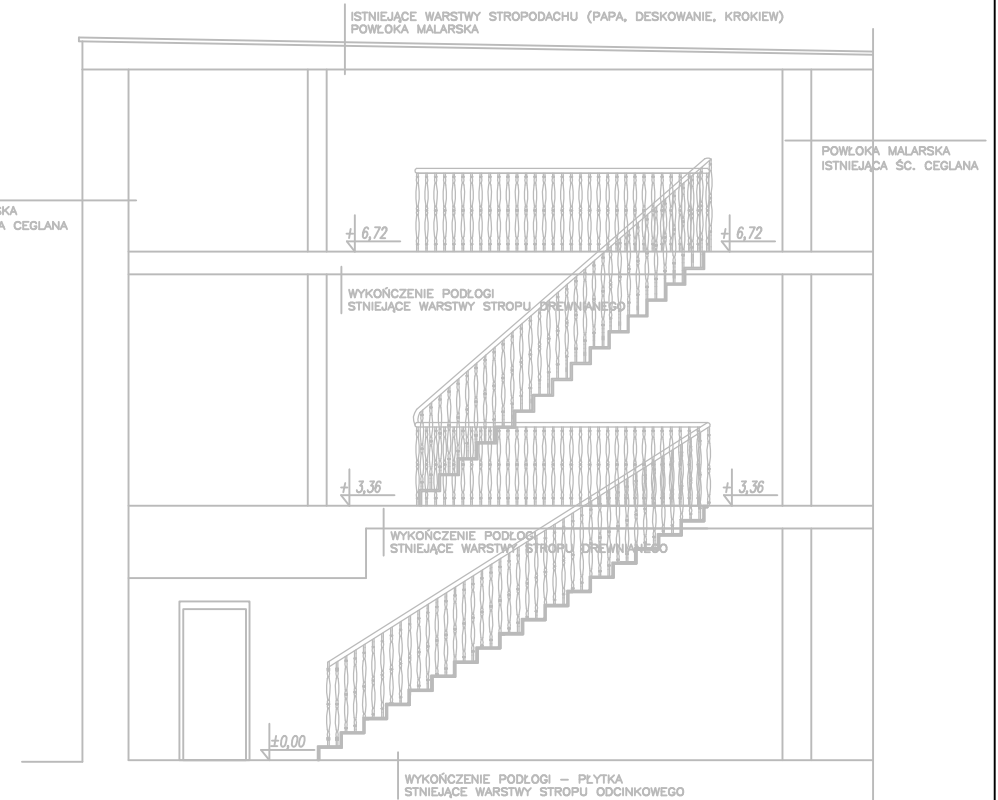 ISTNIEJĄCE WARSTWY STROPODACHU (PAPA, DESKOWANIE, KROKIEW)
POWŁOKA MALARSKA
POWŁOKA MALARSKA
ISTNIEJĄCA ŚC. CEGLANA
SKA
A CEGLANA
+ 6,72
+ 6,72
WYKOŃCZENIE PODŁOGI
STNIEJĄCE WARSTWY STROPU DREWNIANEGO
+ 3,36
+ 3,36
WYKOŃCZENIE PODŁOGI
STNIEJĄCE WARSTWY STROPU DREWNIANEGO
±0,00
WYKOŃCZENIE PODŁOGI – PŁYTKA
STNIEJĄCE WARSTWY STROPU ODCINKOWEGO